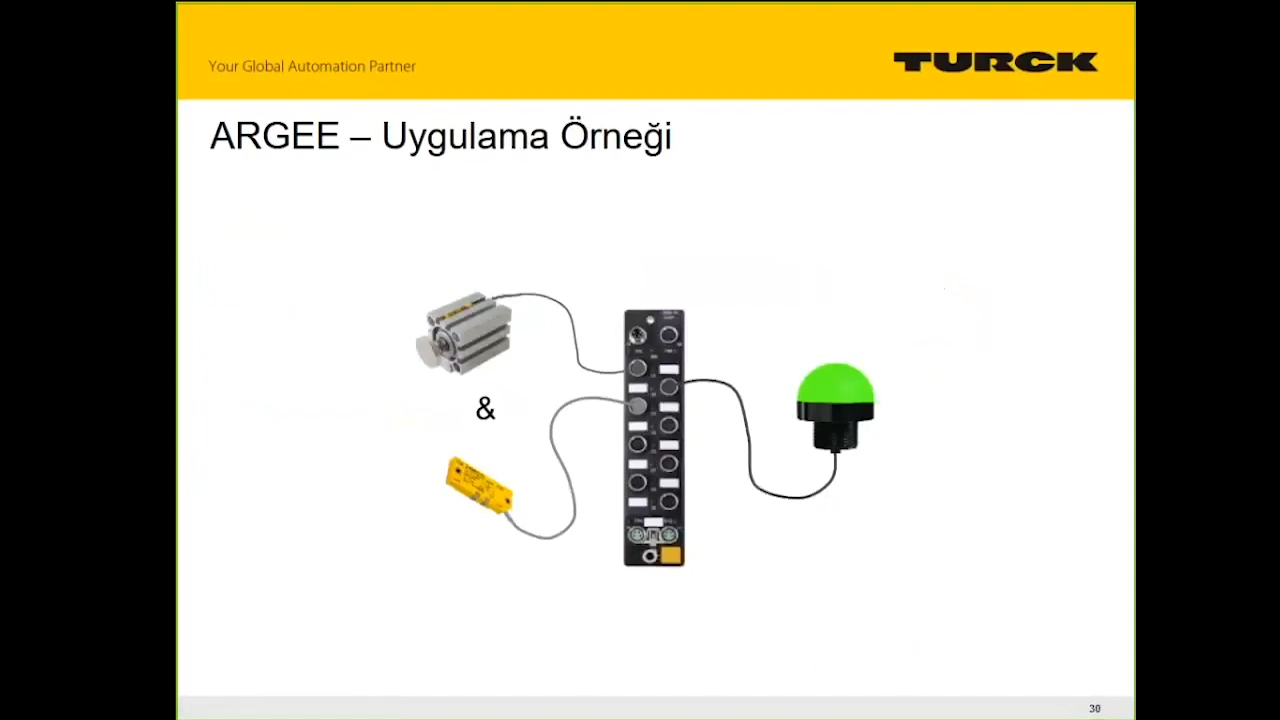 Your Global Automation Partner
TURCK
ARGEE – Uygulama Örneği
&
30